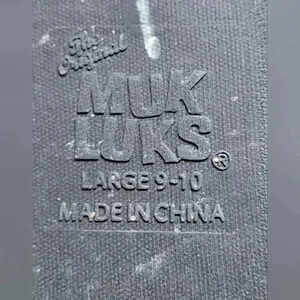 The
Original
MUK
LUKS®
LARGE 9-10
MADE IN CHINA